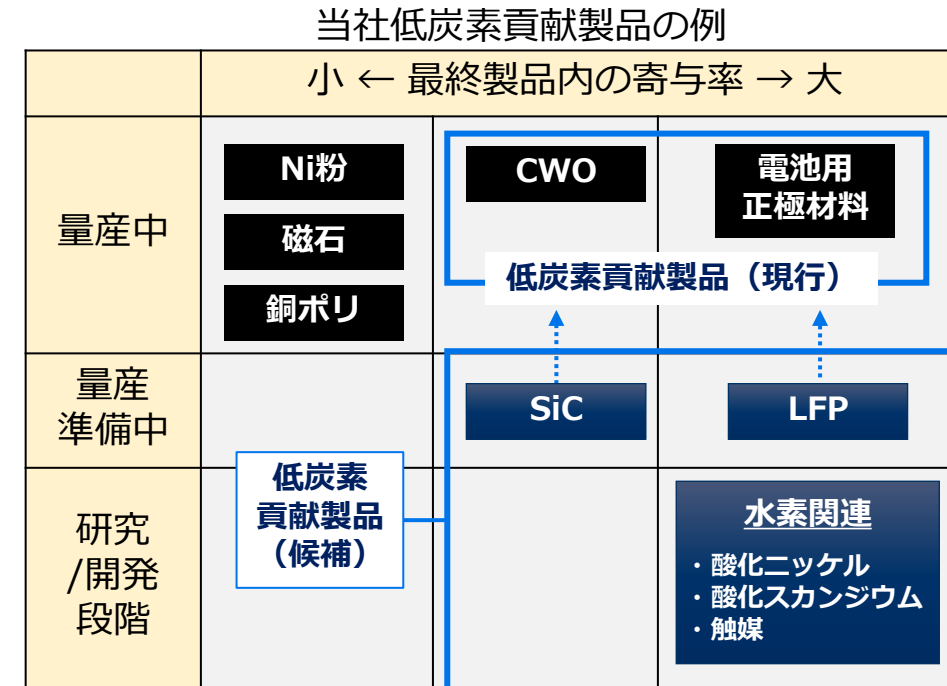 当社低炭素貢献製品の例
小 ← 最終製品内の寄与率 → 大
量産中
Ni粉
磁石
銅ポリ
CWO
電池用
正極材料
低炭素貢献製品（現行）
量産
準備中
SiC
LFP
低炭素
貢献製品
（候補）
研究
/開発
段階
水素関連
・酸化ニッケル
・酸化スカンジウム
・触媒